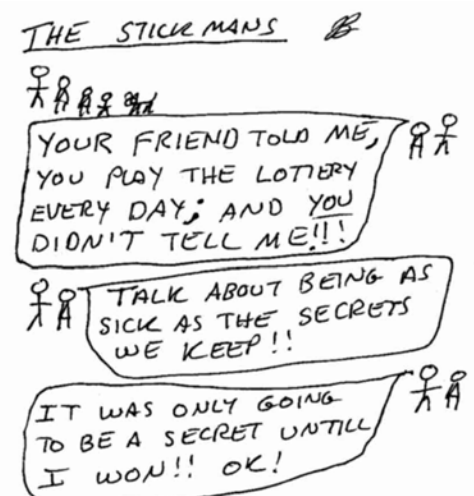 THE STICKMANS
YOUR FRIEND TOLD ME,
YOU PLAY THE LOTTERY
EVERY DAY; AND YOU
DIDN'T TELL ME!!!
TALK ABOUT BEING AS
SICK AS THE SECRETS
WE KEEP!!
IT WAS ONLY GOING
TO BE A SECRET UNTILL
I WON!! OK!